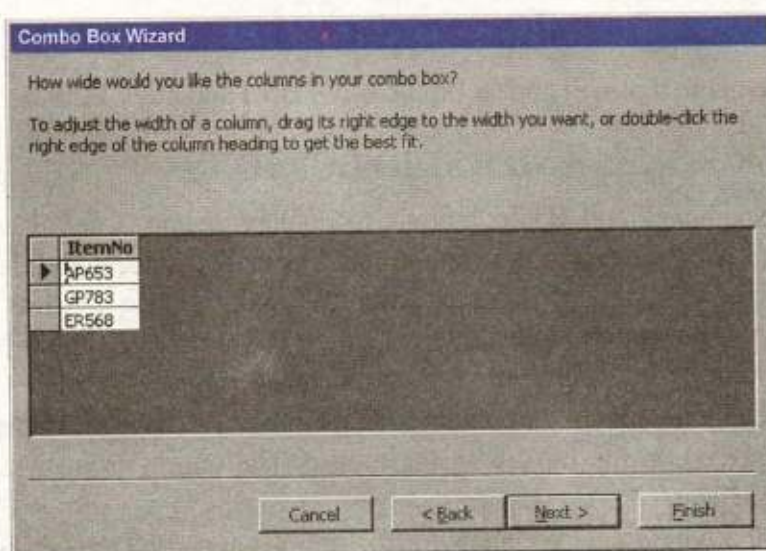 Combo Box Wizard
How wide would you like the columns in your combo box?
To adjust the width of a column, drag its right edge to the width you want, or double-click the
right edge of the column heading to get the best fit.
ItemNo
AP653
GP783
ER568
Cancel
< Back
Next >
Finish